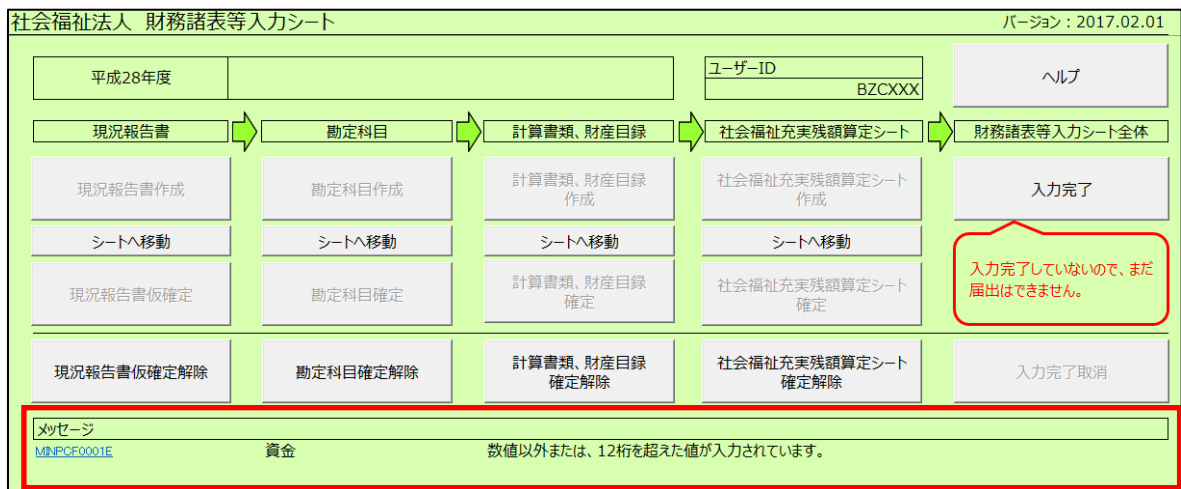 社会福祉法人 財務諸表等入力シート
バージョン：2017.02.01
平成28年度
ユーザーID
BZCXXX
ヘルプ
現況報告書
勘定科目
計算書類、財産目録
社会福祉充実残額算定シート
財務諸表等入力シート全体
現況報告書作成
勘定科目作成
計算書類、財産目録
作成
社会福祉充実残額算定シート
作成
入力完了
シートへ移動
シートへ移動
シートへ移動
シートへ移動
入力完了していないので、まだ
届出はできません。
現況報告書仮確定
勘定科目確定
計算書類、財産目録
確定
社会福祉充実残額算定シート
確定
現況報告書仮確定解除
勘定科目確定解除
計算書類、財産目録
確定解除
社会福祉充実残額算定シート
確定解除
入力完了取消
メッセージ
MINPCF0001E 資金 数値以外または、12桁を超えた値が入力されています。